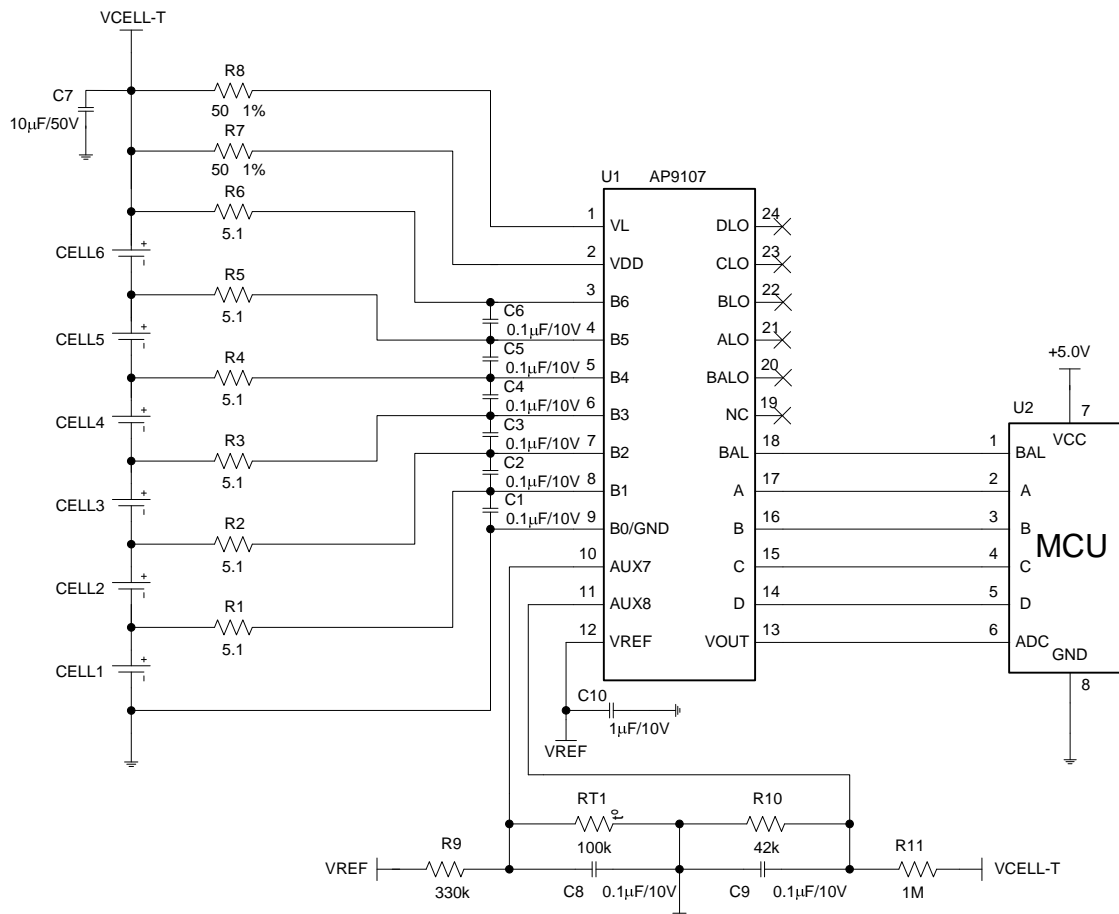 VCELL-T
C7
10μF/50V
R8
50 1%
R7
50 1%
R6
5.1
CELL6
R5
5.1
CELL5
R4
5.1
CELL4
R3
5.1
CELL3
R2
5.1
CELL2
R1
5.1
CELL1
+
-
+
-
+
-
+
-
+
-
+
-
C6
0.1μF/10V
C5
0.1μF/10V
C4
0.1μF/10V
C3
0.1μF/10V
C2
0.1μF/10V
C1
0.1μF/10V
U1 AP9107
1 VL
2 VDD
3 B6
4 B5
5 B4
6 B3
7 B2
8 B1
9 B0/GND
10 AUX7
11 AUX8
12 VREF
DLO 24
CLO 23
BLO 22
ALO 21
BALO 20
NC 19
BAL 18
A 17
B 16
C 15
D 14
VOUT 13
+5.0V
U2 7
VCC
1 BAL
2 A
3 B
MCU
4 C
5 D
6 ADC
GND
8
C10
1μF/10V
VREF
RT1
t°
100k
R10
42k
VREF
R9
330k
C8 0.1μF/10V
C9 0.1μF/10V
R11
1M
VCELL-T